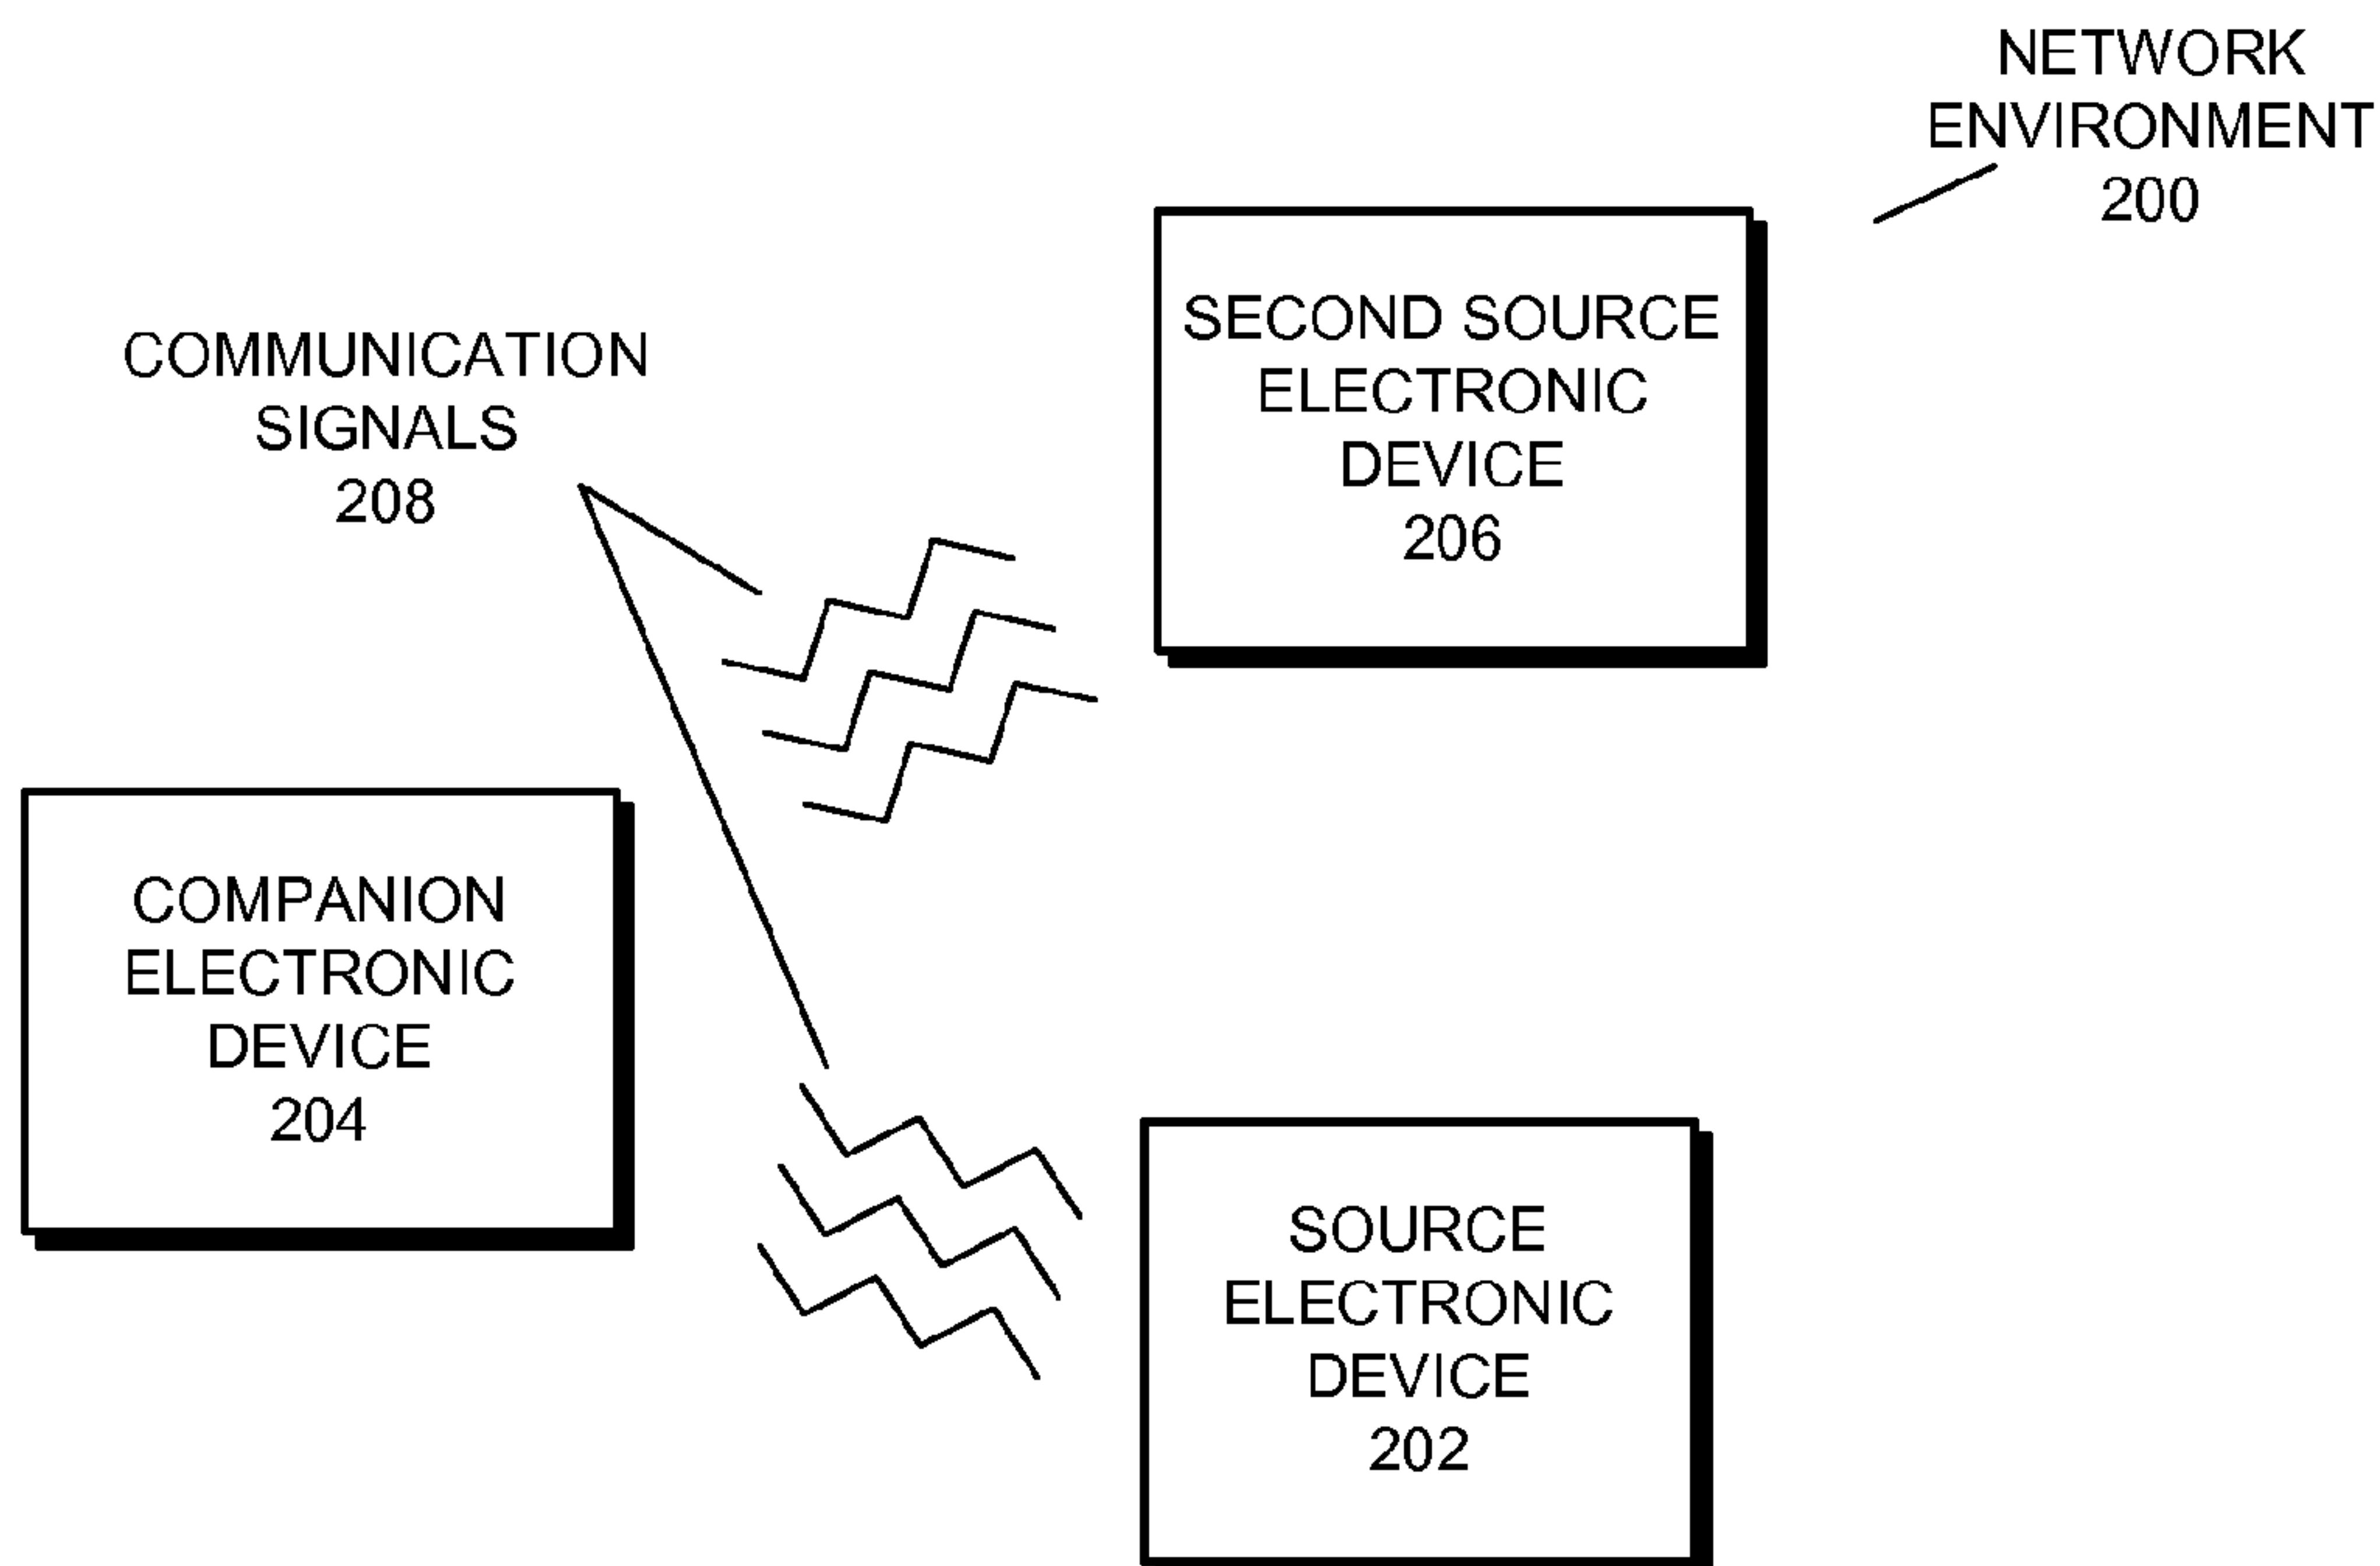 NETWORK
ENVIRONMENT
200
SECOND SOURCE
ELECTRONIC
DEVICE
206
COMMUNICATION
SIGNALS
208
COMPANION
ELECTRONIC
DEVICE
204
SOURCE
ELECTRONIC
DEVICE
202